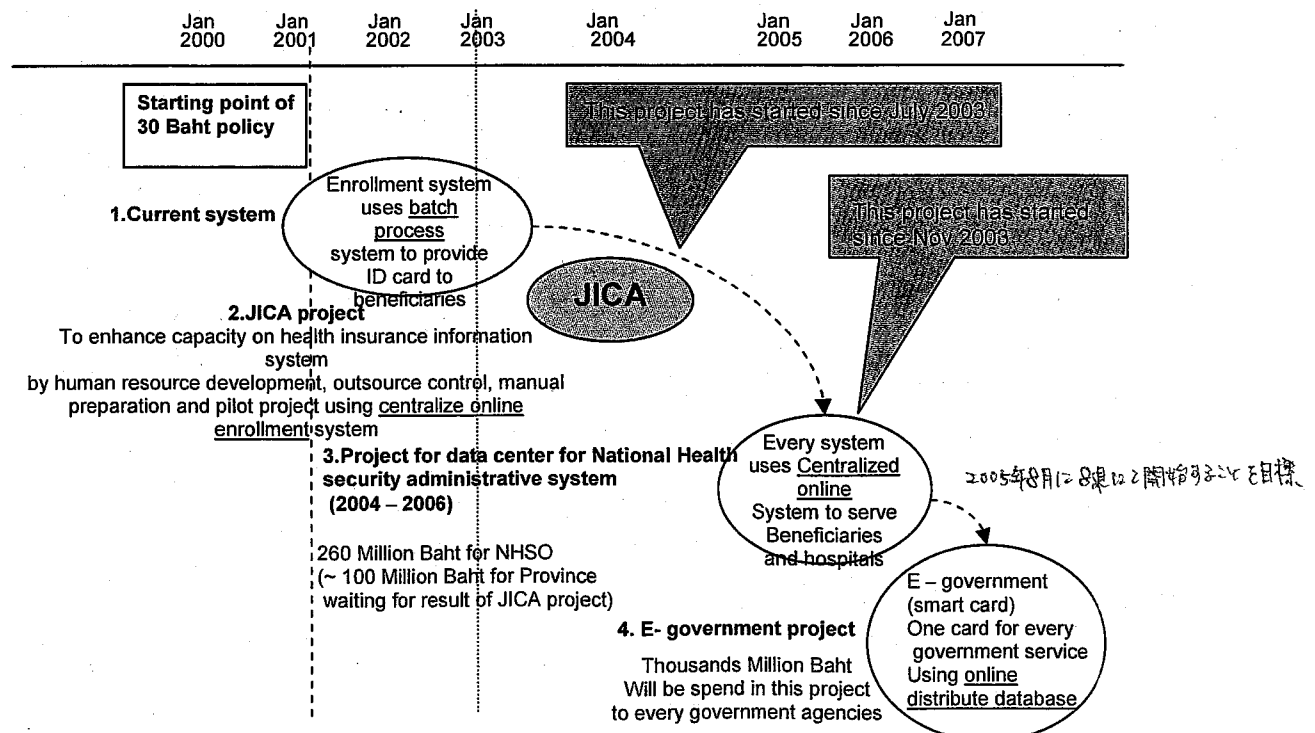 Jan Jan Jan Jan Jan Jan Jan Jan
2000 2001 2002 2003 2004 2005 2006 2007
Starting point of
30 Baht policy
This project has started since July 2003
This project has started
since Nov 2003
1.Current system
Enrollment system
uses batch
process
system to provide
ID card to
beneficiaries
JICA
2.JICA project
To enhance capacity on health insurance information
system
by human resource development, outsource control, manual
preparation and pilot project using centralize online
enrollment system
3.Project for data center for National Health
security administrative system
(2004 – 2006)
260 Million Baht for NHSO
(~ 100 Million Baht for Province
waiting for result of JICA project)
Every system
uses Centralized
online
System to serve
Beneficiaries
and hospitals
2005年8月に8県にて開始することを目標
4. E- government project
Thousands Million Baht
Will be spend in this project
to every government agencies
E – government
(smart card)
One card for every
government service
Using online
distribute database